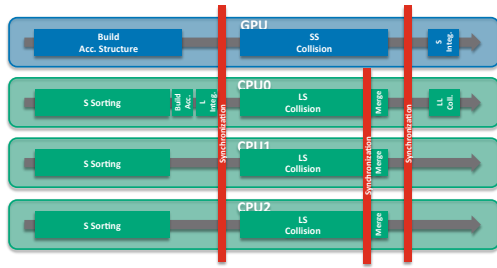 GPU
Build
Acc. Structure
SS
Collision
S
Integ.
CPU0
S Sorting
Build
Acc.
L
Integ.
Synchronization
LS
Collision
Merge
Synchronization
LL
Coll.
CPU1
S Sorting
LS
Collision
Merge
Synchronization
CPU2
S Sorting
LS
Collision
Merge